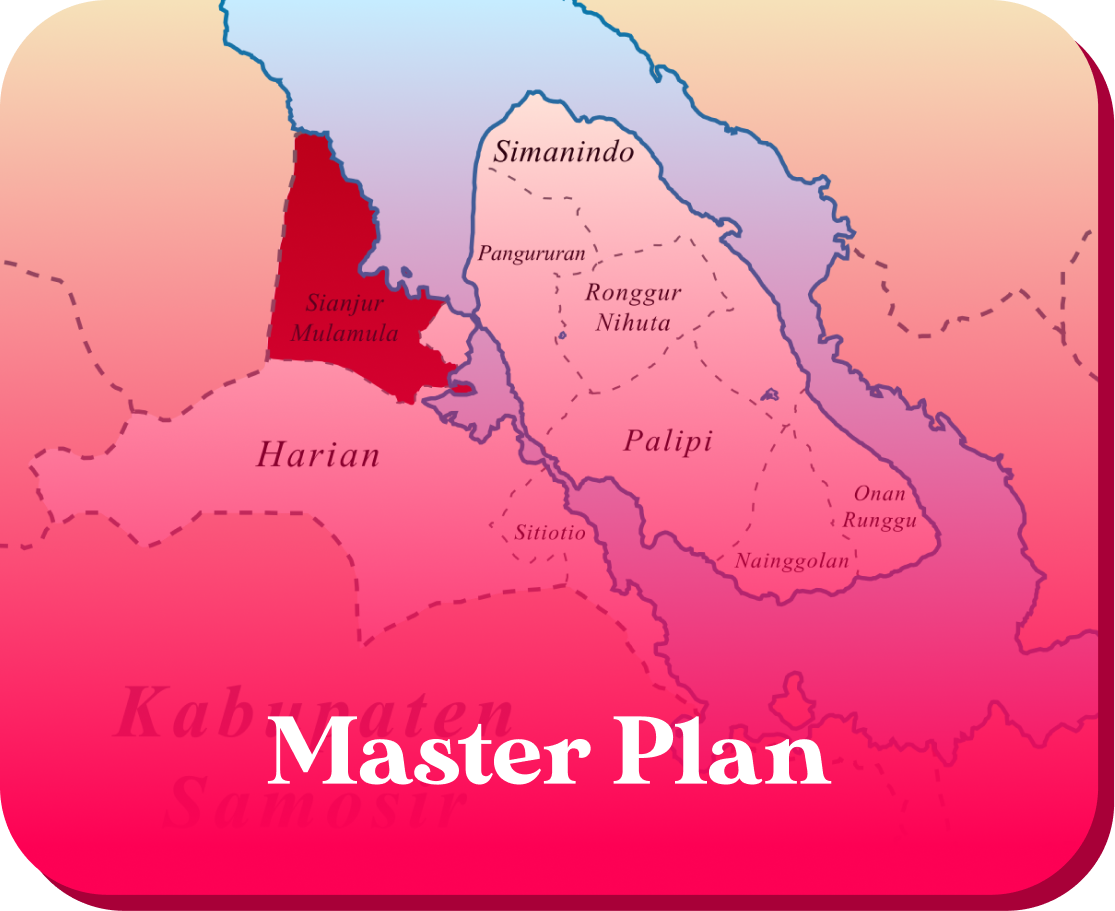 Simanindo
Pangururan
Ronggur
Nihuta
Sianjur
Mulamula
Harian
Palipi
Onan
Runggu
Sitiotio
Nainggolan
Kabupaten
Master Plan
Samosir